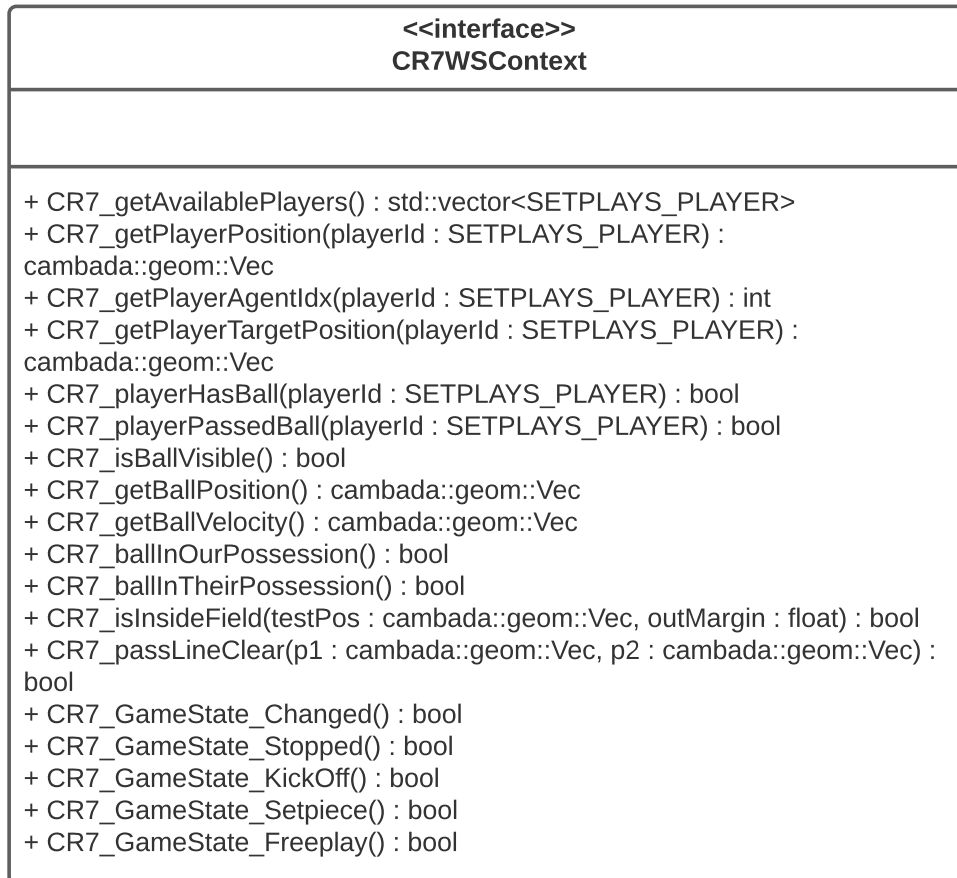 <<interface>>
CR7WSContext
+ CR7_getAvailablePlayers() : std::vector<SETPLAYS_PLAYER>
+ CR7_getPlayerPosition(playerId : SETPLAYS_PLAYER) :
cambada::geom::Vec
+ CR7_getPlayerAgentIdx(playerId : SETPLAYS_PLAYER) : int
+ CR7_getPlayerTargetPosition(playerId : SETPLAYS_PLAYER) :
cambada::geom::Vec
+ CR7_playerHasBall(playerId : SETPLAYS_PLAYER) : bool
+ CR7_playerPassedBall(playerId : SETPLAYS_PLAYER) : bool
+ CR7_isBallVisible() : bool
+ CR7_getBallPosition() : cambada::geom::Vec
+ CR7_getBallVelocity() : cambada::geom::Vec
+ CR7_ballInOurPossession() : bool
+ CR7_ballInTheirPossession() : bool
+ CR7_isInsideField(testPos : cambada::geom::Vec, outMargin : float) : bool
+ CR7_passLineClear(p1 : cambada::geom::Vec, p2 : cambada::geom::Vec) :
bool
+ CR7_GameState_Changed() : bool
+ CR7_GameState_Stopped() : bool
+ CR7_GameState_KickOff() : bool
+ CR7_GameState_Setpiece() : bool
+ CR7_GameState_Freeplay() : bool